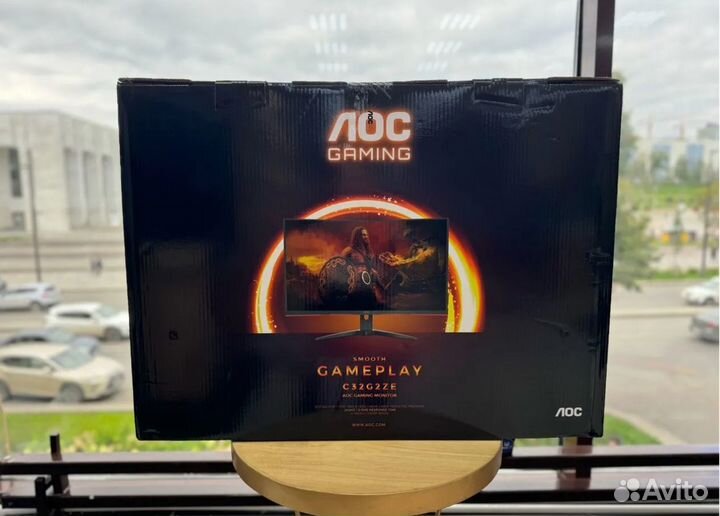 AOC
GAMING
SMOOTH
GAMEPLAY
C32G2ZE
AOC GAMING MONITOR
WWW.AOC.COM
AOC
Avito